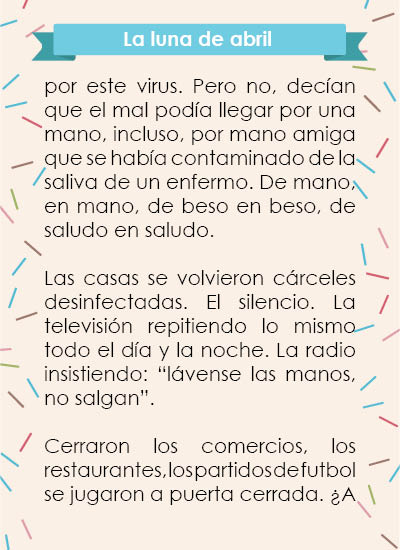 La luna de abril
por este virus. Pero no, decían
que el mal podía llegar por una
mano, incluso, por mano amiga
que se había contaminado de la
saliva de un enfermo. De mano,
en mano, de beso en beso, de
saludo en saludo.
Las casas se volvieron cárceles
desinfectadas. El silencio. La
televisión repitiendo lo mismo
todo el día y la noche. La radio
insistiendo: “lávense las manos,
no salgan”.
Cerraron los comercios, los
restaurantes,lospartidosdefutbol
se jugaron a puerta cerrada. ¿A